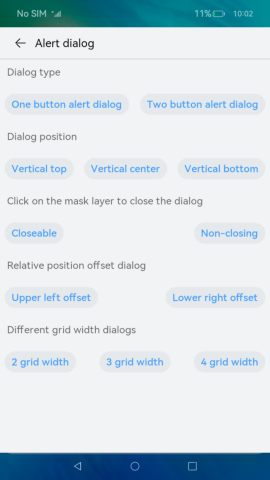 No SIM 11% 10:02
Alert dialog
Dialog type
One button alert dialog Two button alert dialog
Dialog position
Vertical top Vertical center Vertical bottom
Click on the mask layer to close the dialog
Closeable Non-closing
Relative position offset dialog
Upper left offset Lower right offset
Different grid width dialogs
2 grid width 3 grid width 4 grid width